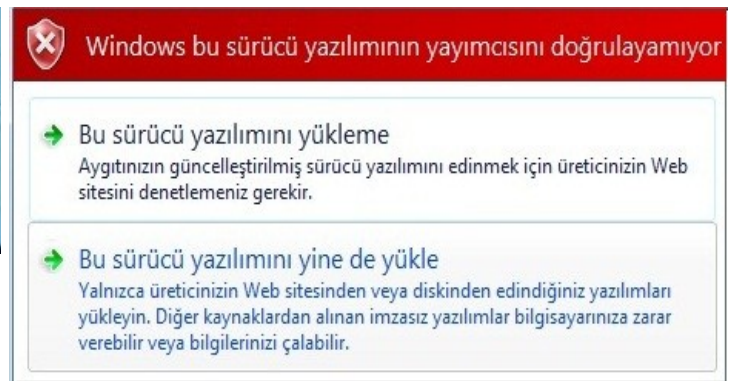 Windows bu sürücü yazılımının yayımcısını doğrulayamıyor
Bu sürücü yazılımını yükleme
Aygıtınızın güncelleştirilmiş sürücü yazılımını edinmek için üreticinizin Web
sitesini denetlemeniz gerekir.
Bu sürücü yazılımını yine de yükle
Yalnızca üreticinizin Web sitesinden veya diskinden edindiğiniz yazılımları
yükleyin. Diğer kaynaklardan alınan imzasız yazılımlar bilgisayarınıza zarar
verebilir veya bilgilerinizi çalabilir.